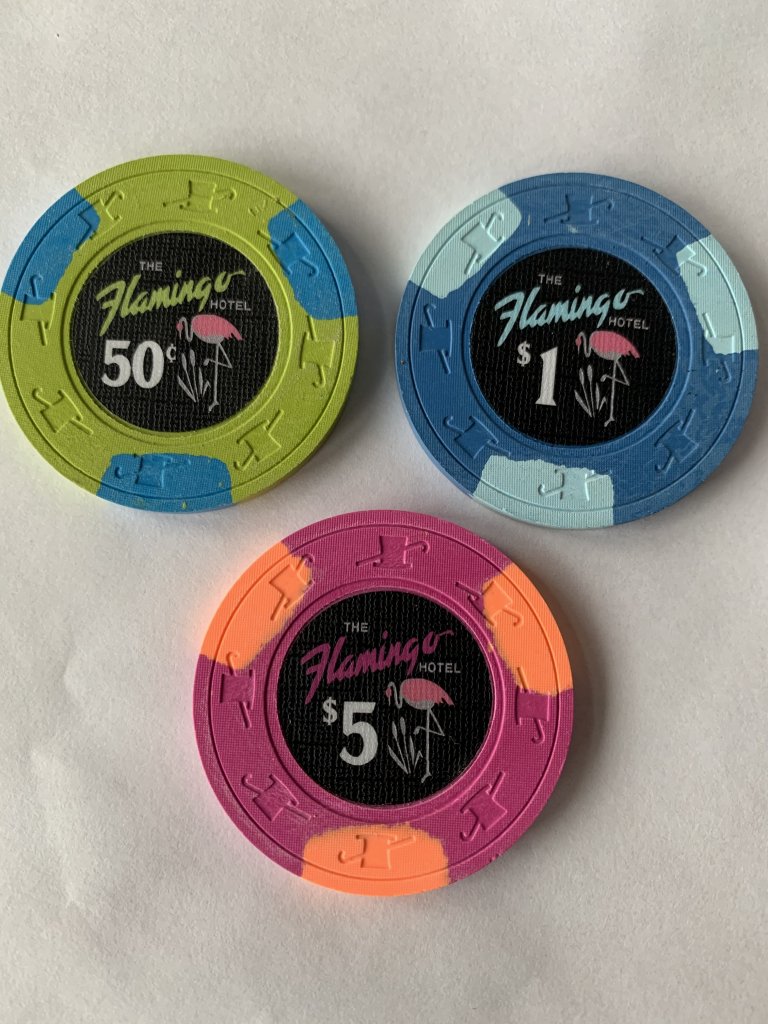 THE
Flamingo
HOTEL
50¢
THE
Flamingo
HOTEL
$1
THE
Flamingo
HOTEL
$5